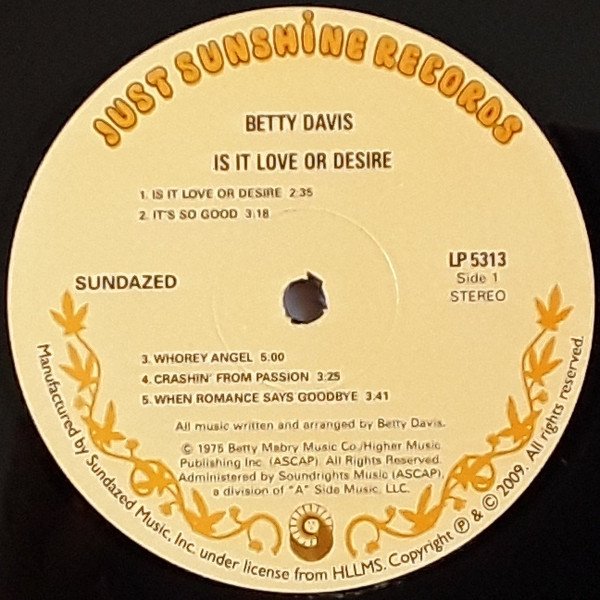 JUST SUNSHINE RECORDS
BETTY DAVIS
IS IT LOVE OR DESIRE
1. IS IT LOVE OR DESIRE 2:35
2. IT'S SO GOOD 3:18
SUNDAZED
LP 5313
Side 1
STEREO
3. WHOREY ANGEL 5:00
4. CRASHIN' FROM PASSION 3:25
5. WHEN ROMANCE SAYS GOODBYE 3:41
All music written and arranged by Betty Davis.
© 1975 Betty Mabry Music Co./Higher Music
Publishing Inc. (ASCAP). All Rights Reserved.
Administered by Soundrights Music (ASCAP),
a division of "A" Side Music, LLC.
Manufactured by Sundazed Music, Inc. under license from HLLMS. Copyright ℗ & © 2009. All rights reserved.